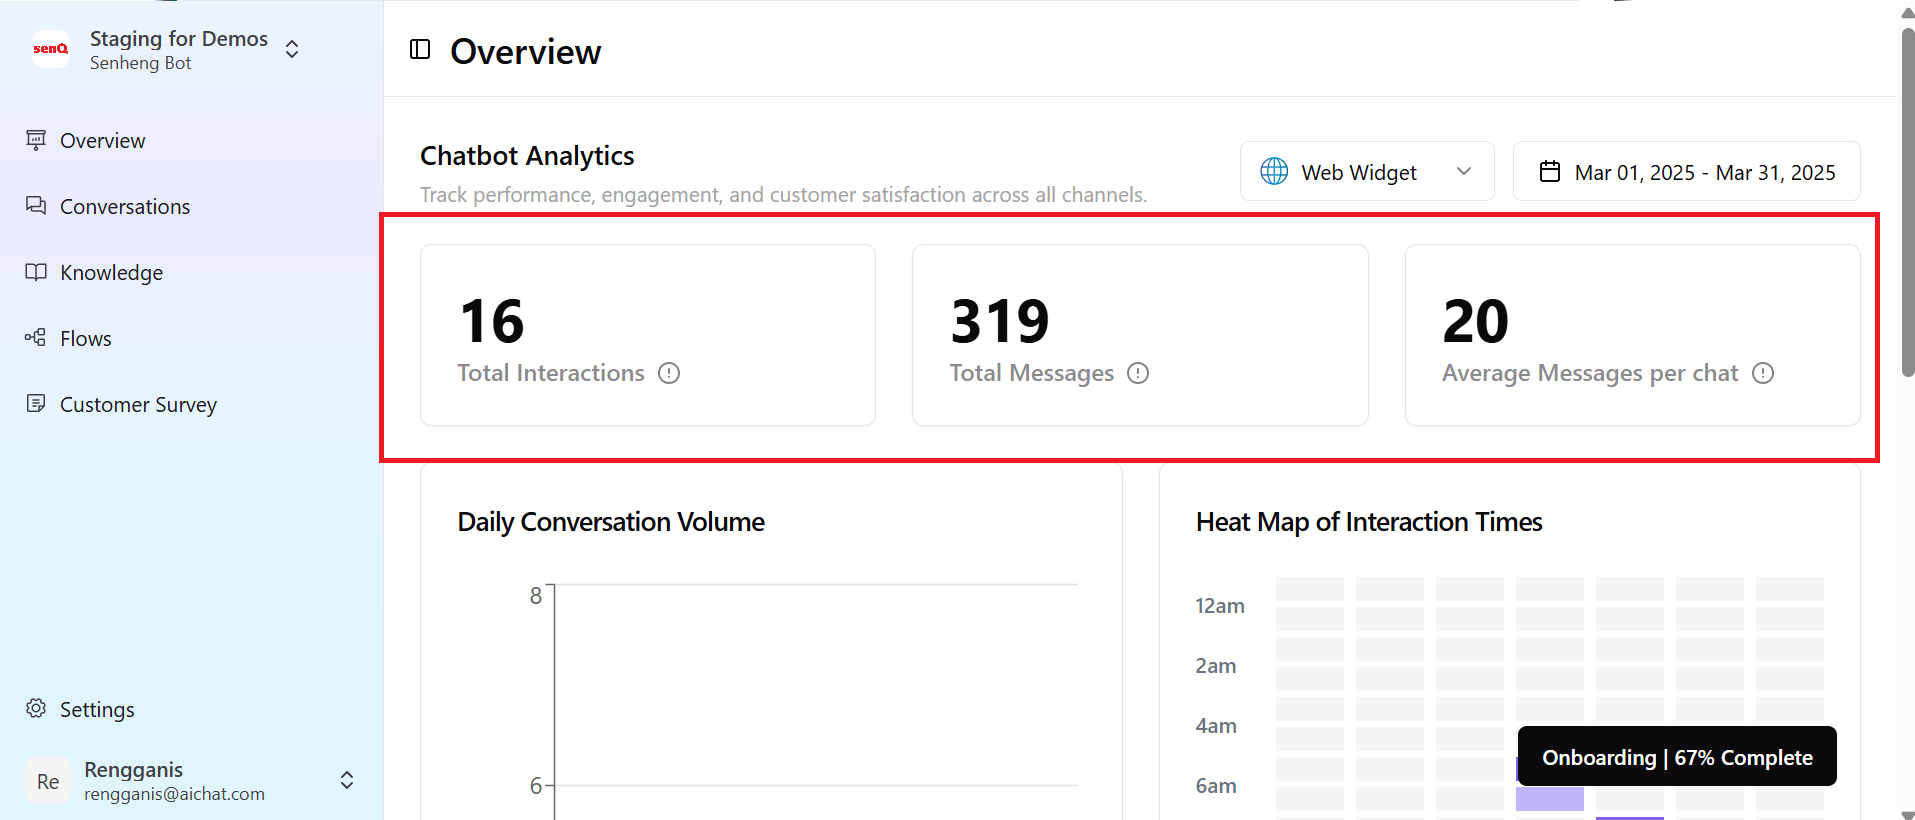 senQ
Staging for Demos
Senheng Bot
Overview
Conversations
Knowledge
Flows
Customer Survey
Settings
Re
Rengganis
rengganis@aichat.com
Overview
Chatbot Analytics
Track performance, engagement, and customer satisfaction across all channels.
Web Widget
Mar 01, 2025 - Mar 31, 2025
16
Total Interactions
319
Total Messages
20
Average Messages per chat
Daily Conversation Volume
8
6
Heat Map of Interaction Times
12am
2am
4am
6am
Onboarding | 67% Complete